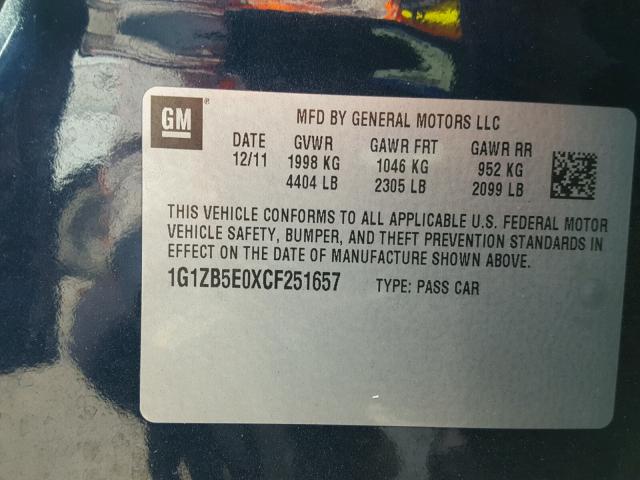 GM ® MFD BY GENERAL MOTORS LLC
DATE GVWR GAWR FRT GAWR RR
12/11 1998 KG 1046 KG 952 KG
4404 LB 2305 LB 2099 LB
THIS VEHICLE CONFORMS TO ALL APPLICABLE U.S. FEDERAL MOTOR
VEHICLE SAFETY, BUMPER, AND THEFT PREVENTION STANDARDS IN
EFFECT ON THE DATE OF MANUFACTURE SHOWN ABOVE.
1G1ZB5E0XCF251657 TYPE: PASS CAR